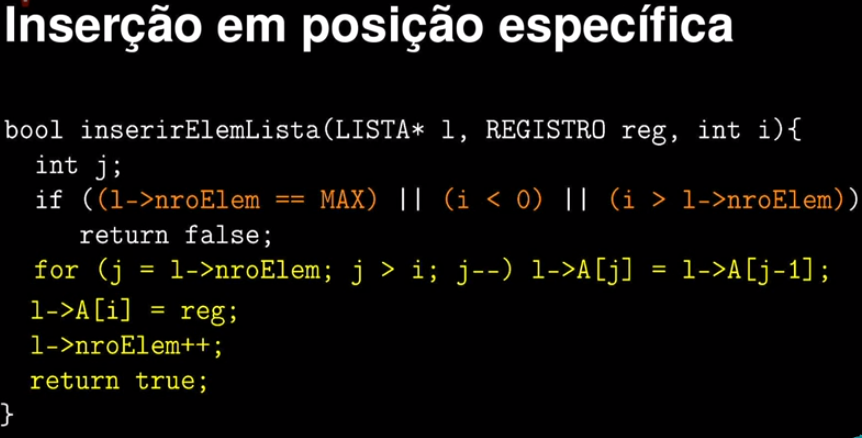 Inserção em posição específica
bool inserirElemLista(LISTA* l, REGISTRO reg, int i){
int j;
if ((l->nroElem == MAX) || (i < 0) || (i > l->nroElem))
return false;
for (j = l->nroElem; j > i; j--) l->A[j] = l->A[j-1];
l->A[i] = reg;
l->nroElem++;
return true;
}